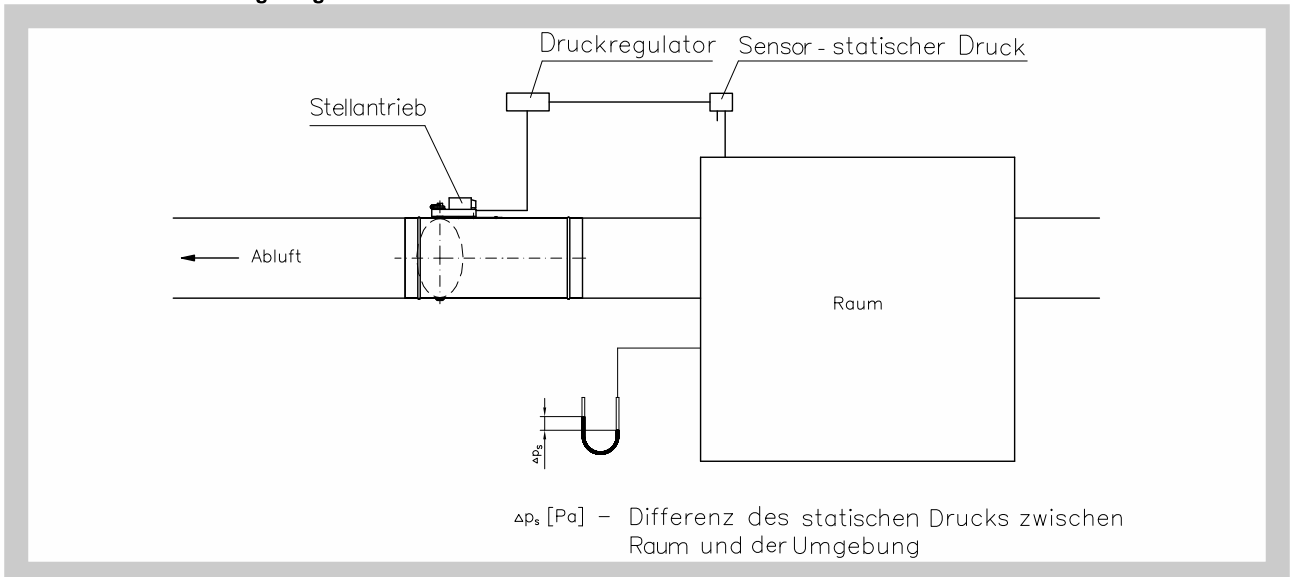 Druckregulator
Sensor - statischer Druck
Stellantrieb
Abluft
Raum
Δpₛ
Δpₛ [Pa] - Differenz des statischen Drucks zwischen
Raum und der Umgebung